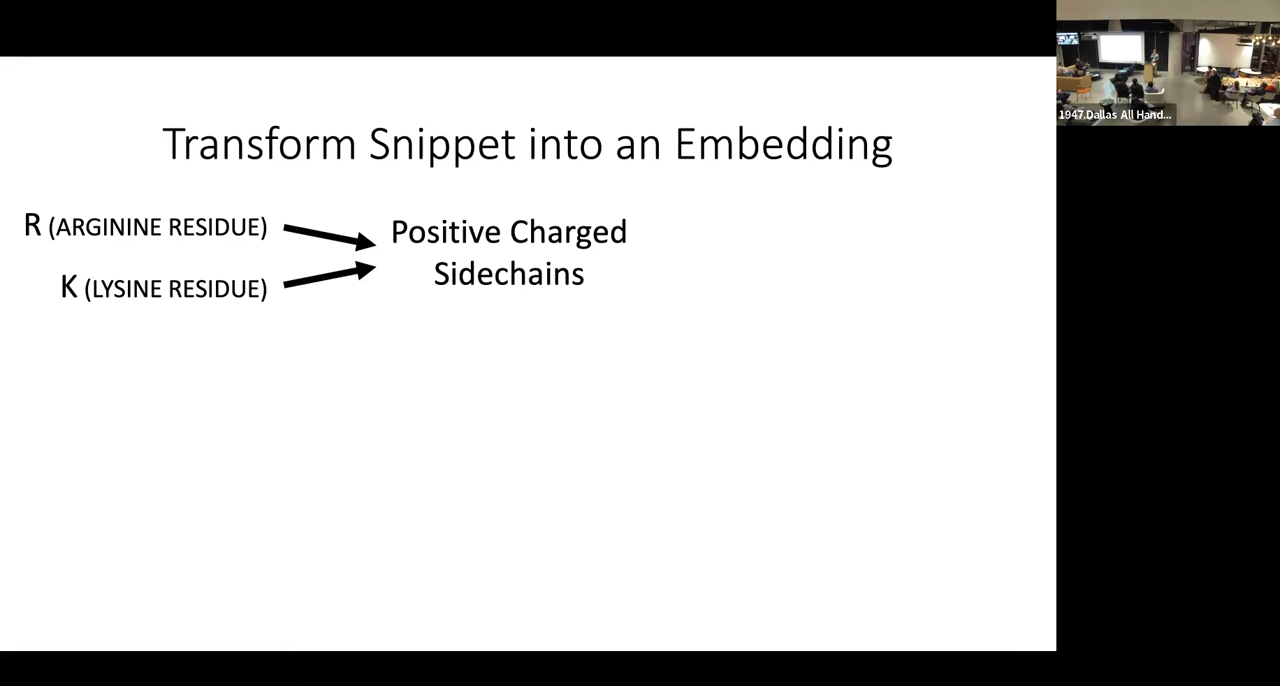 Transform Snippet into an Embedding
R (ARGININE RESIDUE)
K (LYSINE RESIDUE)
Positive Charged
Sidechains
1947.Dallas All Hand...